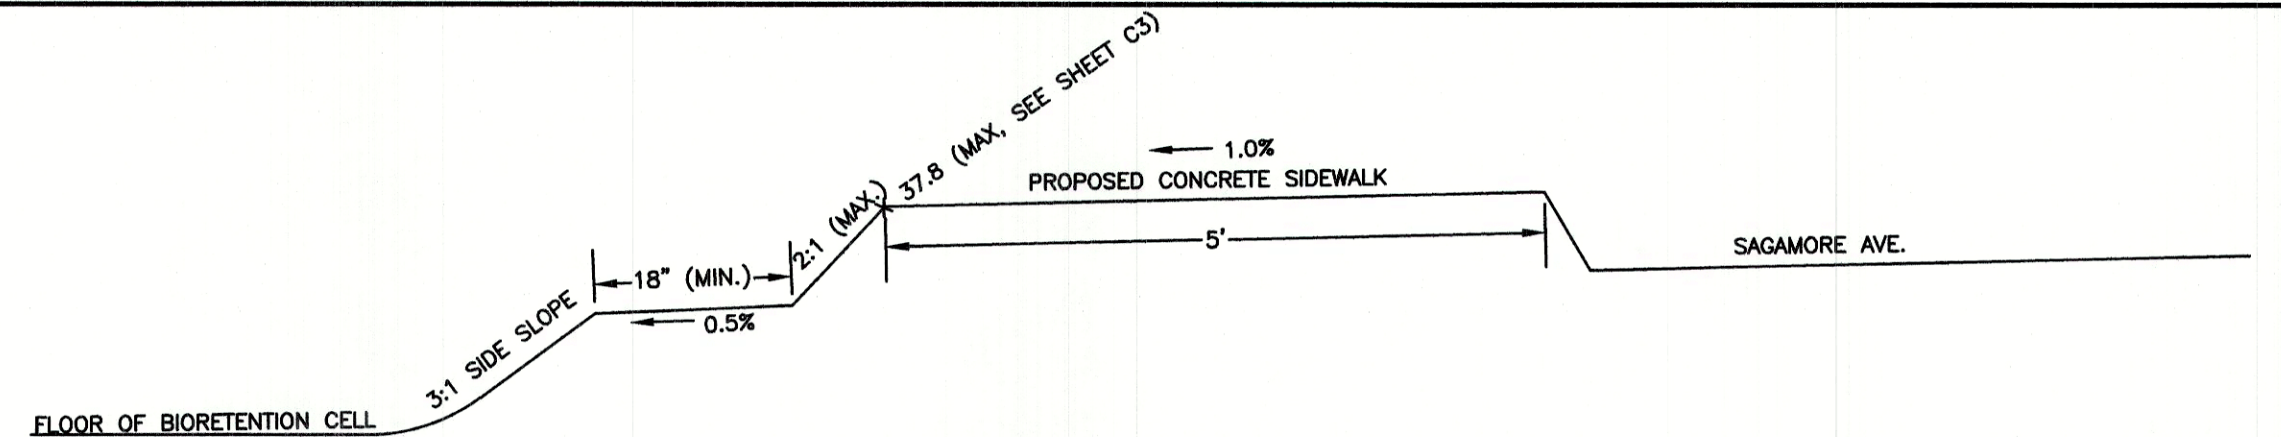 37.8 (MAX, SEE SHEET C3)
1.0%
PROPOSED CONCRETE SIDEWALK
2:1 (MAX.)
5'
SAGAMORE AVE.
18" (MIN.)
0.5%
3:1 SIDE SLOPE
FLOOR OF BIORETENTION CELL